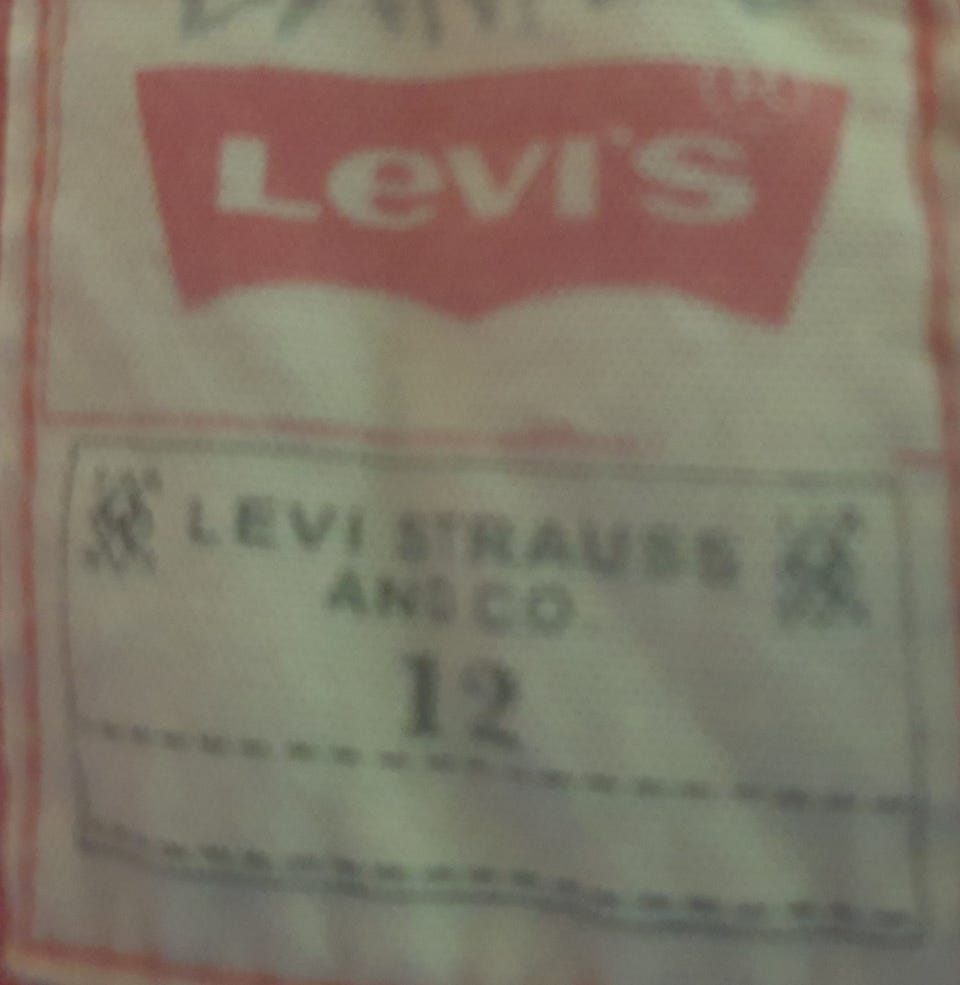 LEVI'S
LEVI STRAUSS
AND CO
12